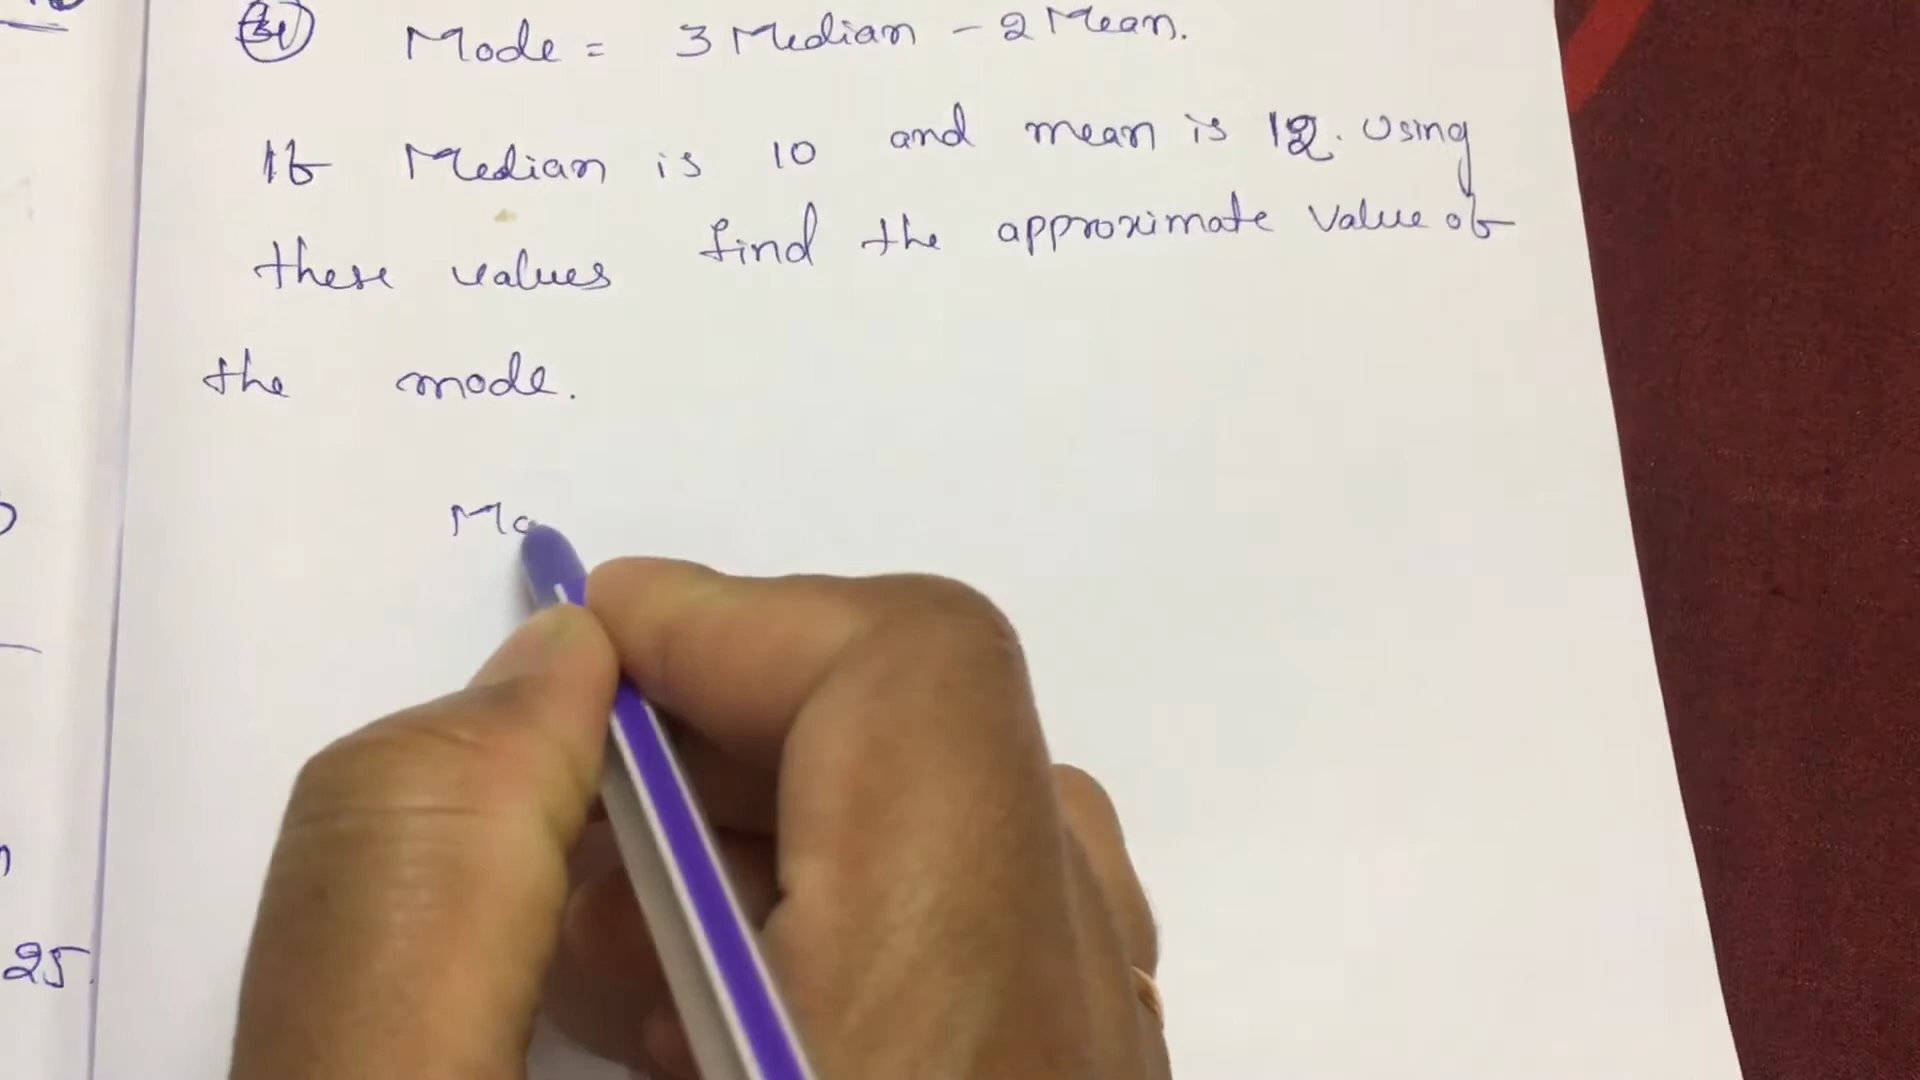 Mode = 3 Median - 2 Mean.
If Median is 10 and mean is 12. Using
these values find the approximate value of
the mode.
Mo
25